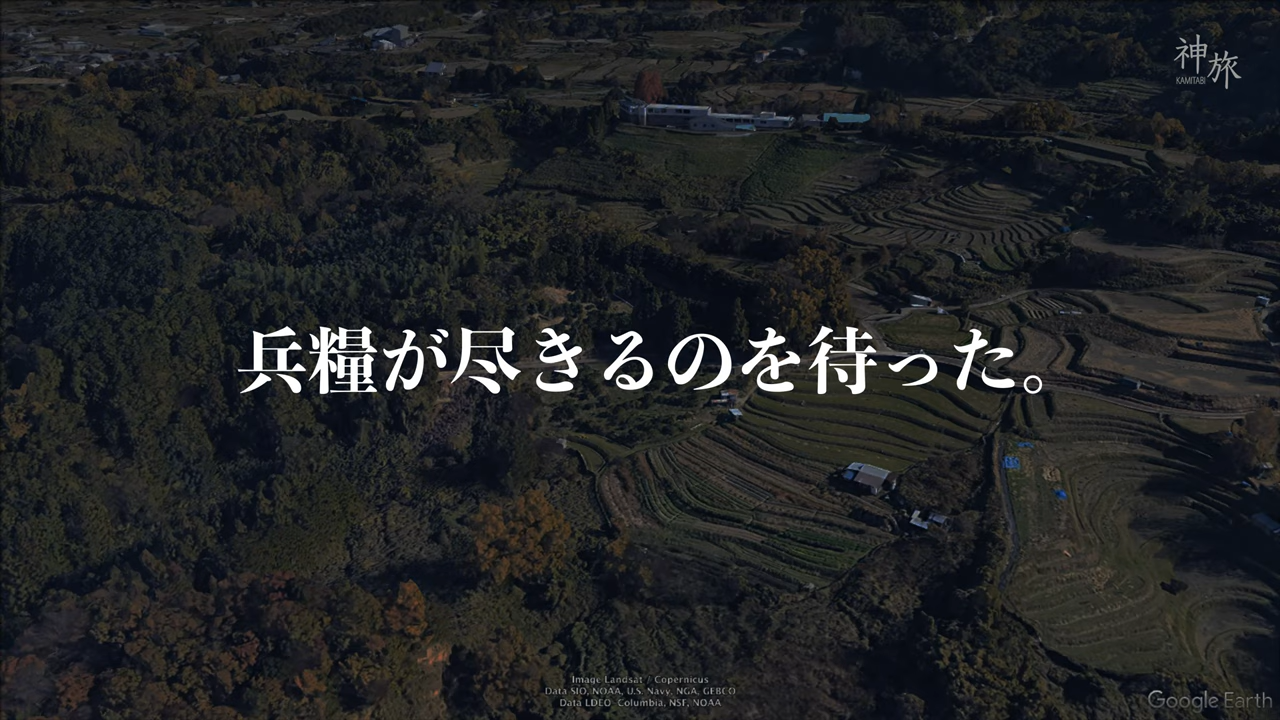 神旅
KAMITABI
兵糧が尽きるのを待った。
Image Landsat / Copernicus
Data SIO, NOAA, U.S. Navy, NGA, GEBCO
Data LDEO-Columbia, NSF, NOAA
Google Earth